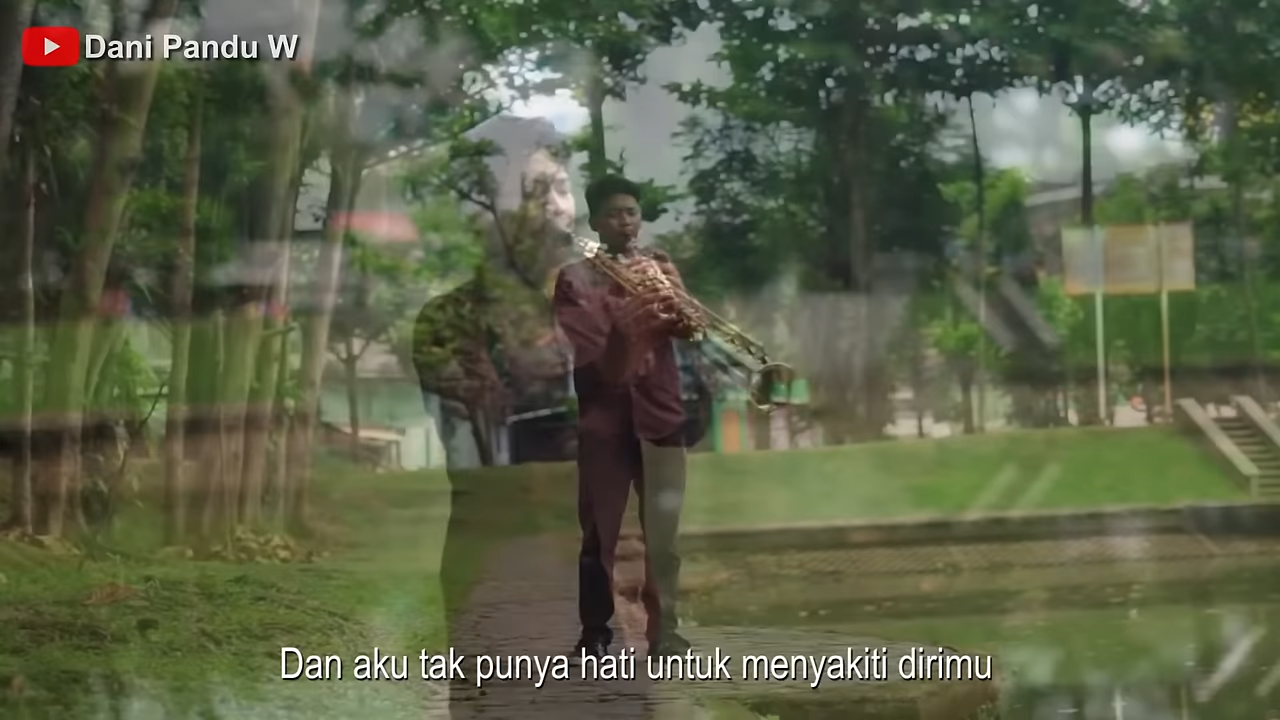 Dani Pandu W
Dan aku tak punya hati untuk menyakiti dirimu